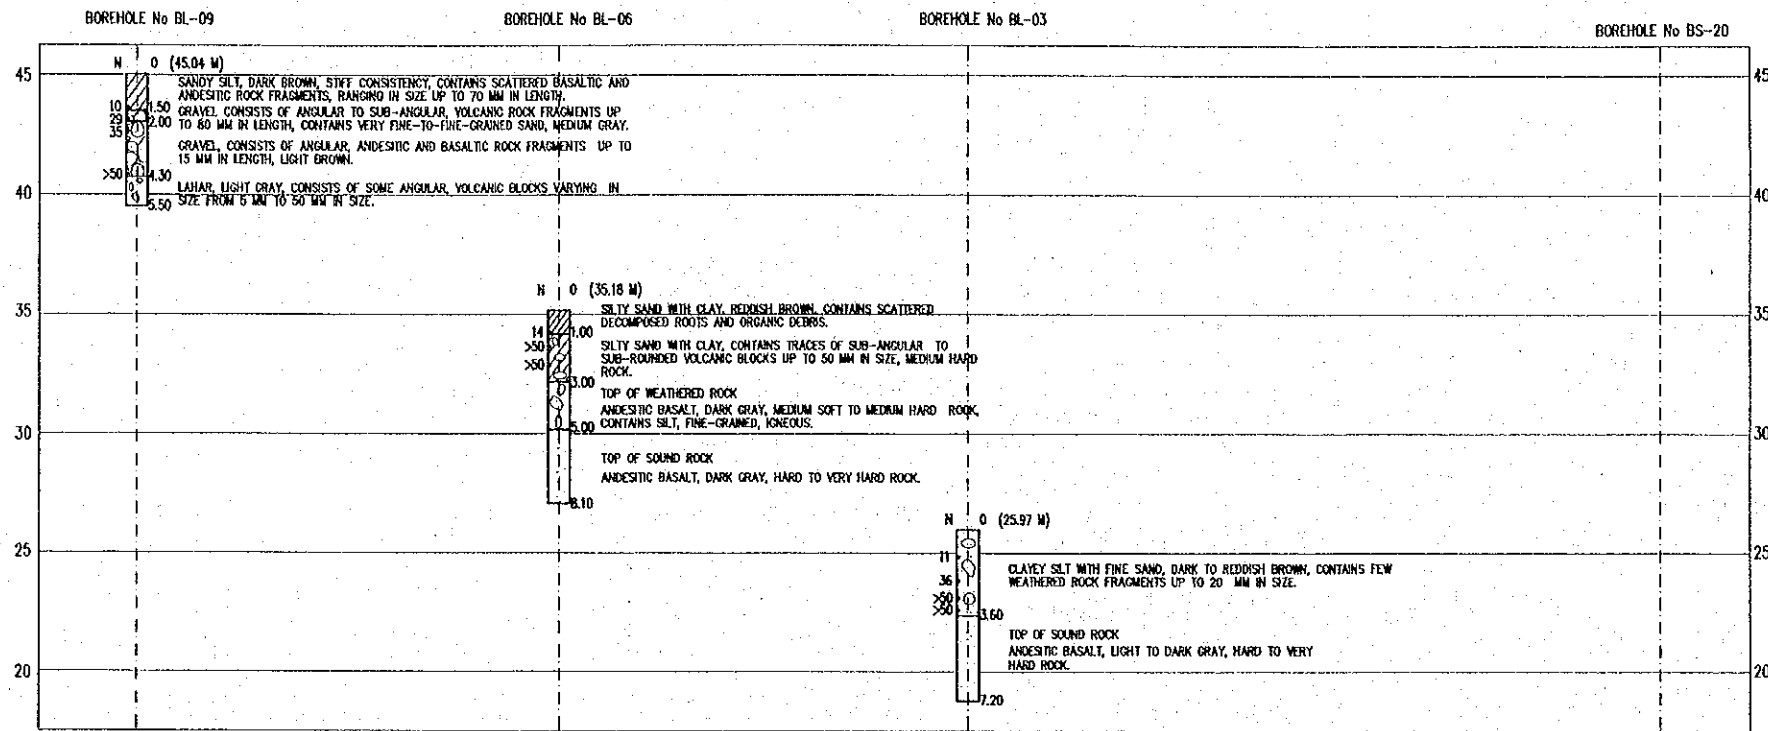 BOREHOLE No BL-09
BOREHOLE No BL-06
BOREHOLE No BL-03
BOREHOLE No BS-20
45
40
35
30
25
20
N 0 (45.04 M)
10
29
35
>50
1.50
2.00
4.30
5.50
SANDY SILT, DARK BROWN, STIFF CONSISTENCY, CONTAINS SCATTERED BASALTIC AND
ANDESITIC ROCK FRAGMENTS, RANGING IN SIZE UP TO 70 MM IN LENGTH.
GRAVEL CONSISTS OF ANGULAR TO SUB-ANGULAR, VOLCANIC ROCK FRAGMENTS UP
TO 60 MM IN LENGTH, CONTAINS VERY FINE-TO-FINE-GRAINED SAND, MEDIUM GRAY.
GRAVEL, CONSISTS OF ANGULAR, ANDESITIC AND BASALTIC ROCK FRAGMENTS UP TO
15 MM IN LENGTH, LIGHT BROWN.
LAHAR, LIGHT GRAY, CONSISTS OF SOME ANGULAR, VOLCANIC BLOCKS VARYING IN
SIZE FROM 5 MM TO 50 MM IN SIZE.
N 0 (35.18 M)
14
>50
>50
1.00
3.00
5.00
8.10
SILTY SAND WITH CLAY, REDDISH BROWN, CONTAINS SCATTERED
DECOMPOSED ROOTS AND ORGANIC DEBRIS.
SILTY SAND WITH CLAY, CONTAINS TRACES OF SUB-ANGULAR TO
SUB-ROUNDED VOLCANIC BLOCKS UP TO 50 MM IN SIZE, MEDIUM HARD
ROCK.
TOP OF WEATHERED ROCK
ANDESITIC BASALT, DARK GRAY, MEDIUM SOFT TO MEDIUM HARD ROCK,
CONTAINS SILT, FINE-GRAINED, IGNEOUS.
TOP OF SOUND ROCK
ANDESITIC BASALT, DARK GRAY, HARD TO VERY HARD ROCK.
N 0 (25.97 M)
11
36
>50
>50
3.60
7.20
CLAYEY SILT WITH FINE SAND, DARK TO REDDISH BROWN, CONTAINS FEW
WEATHERED ROCK FRAGMENTS UP TO 20 MM IN SIZE.
TOP OF SOUND ROCK
ANDESITIC BASALT, LIGHT TO DARK GRAY, HARD TO VERY
HARD ROCK.
45
40
35
30
25
20